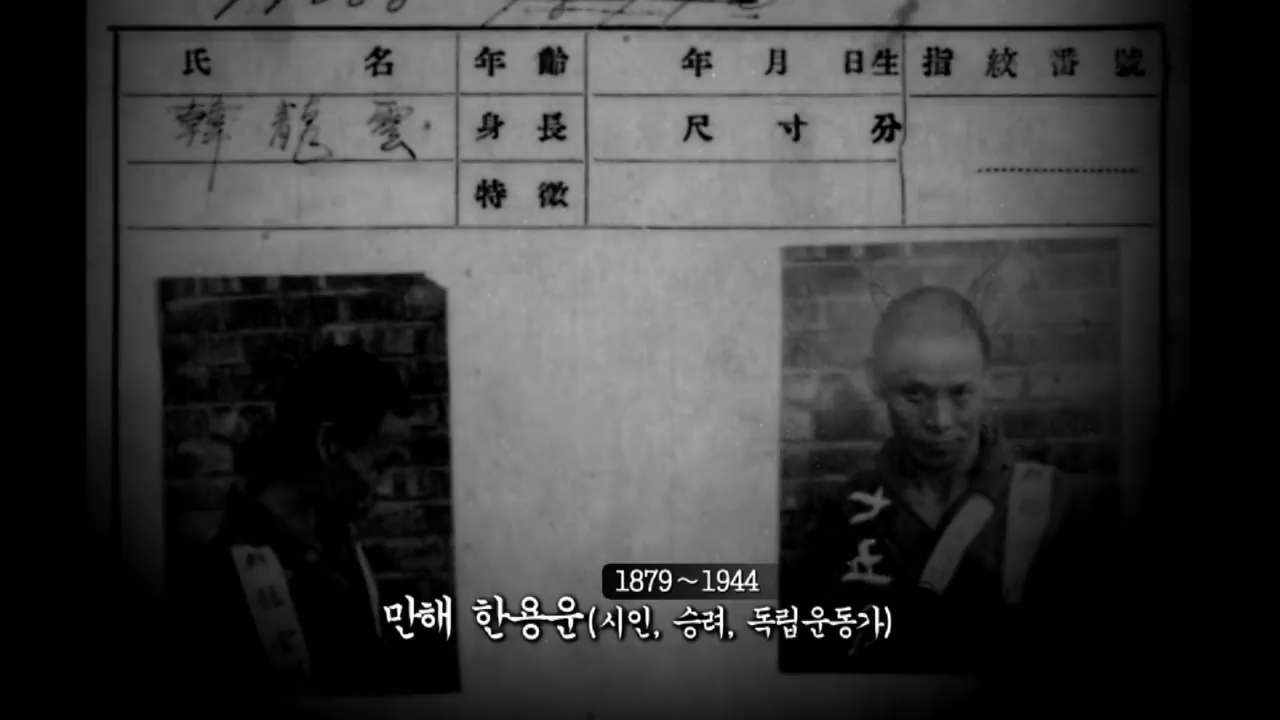 氏名 年齡 年月日生 指紋番號
韓龍雲 身長 尺寸分
特徵
1879~1944
만해 한용운(시인, 승려, 독립운동가)